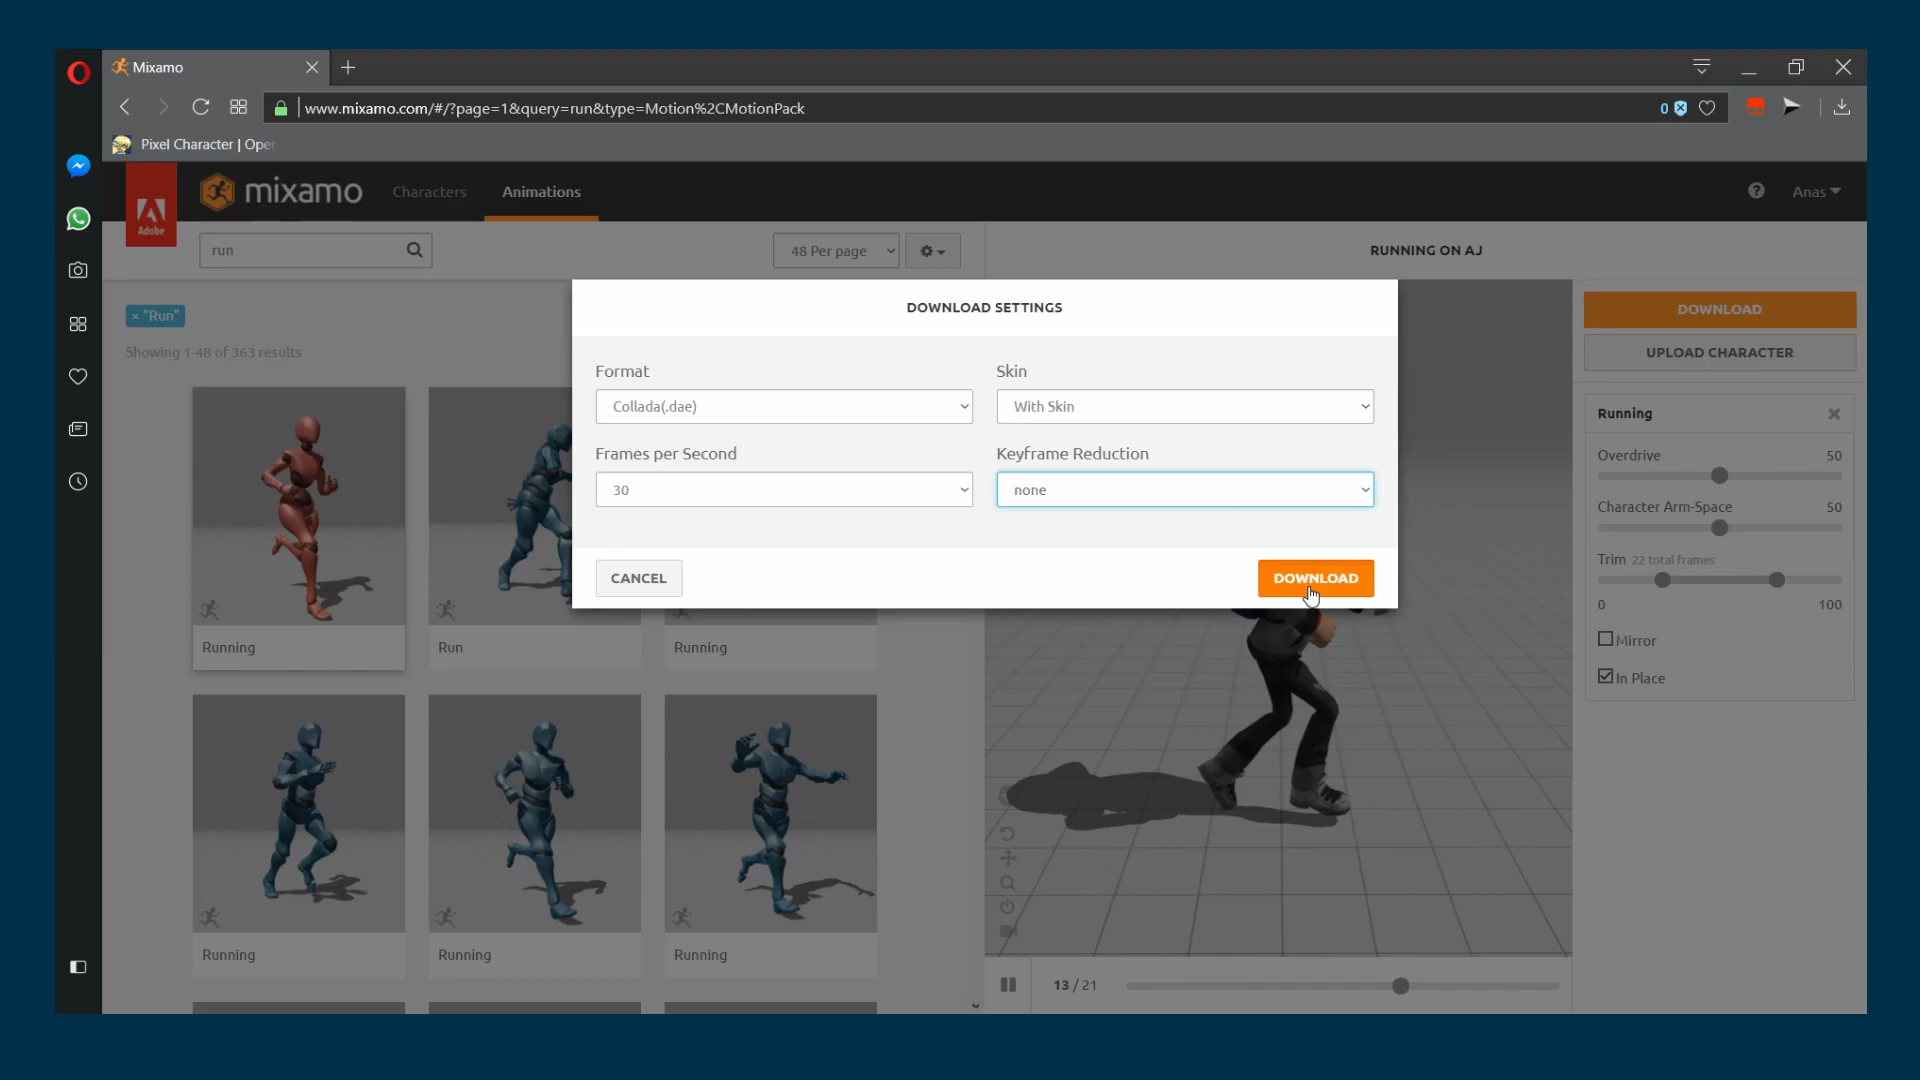 Mixamo
www.mixamo.com/#/?page=1&query=run&type=Motion%2CMotionPack
0
Pixel Character | Oper
Adobe
mixamo
Characters
Animations
Anas
run
48 Per page
RUNNING ON AJ
× "Run"
Showing 1-48 of 363 results
DOWNLOAD SETTINGS
Format
Skin
Collada(.dae)
With Skin
Frames per Second
Keyframe Reduction
30
none
CANCEL
DOWNLOAD
DOWNLOAD
UPLOAD CHARACTER
Running
Overdrive 50
Character Arm-Space 50
Trim 22 total frames
0 100
Mirror
In Place
Running
Run
Running
Running
Running
Running
13 / 21